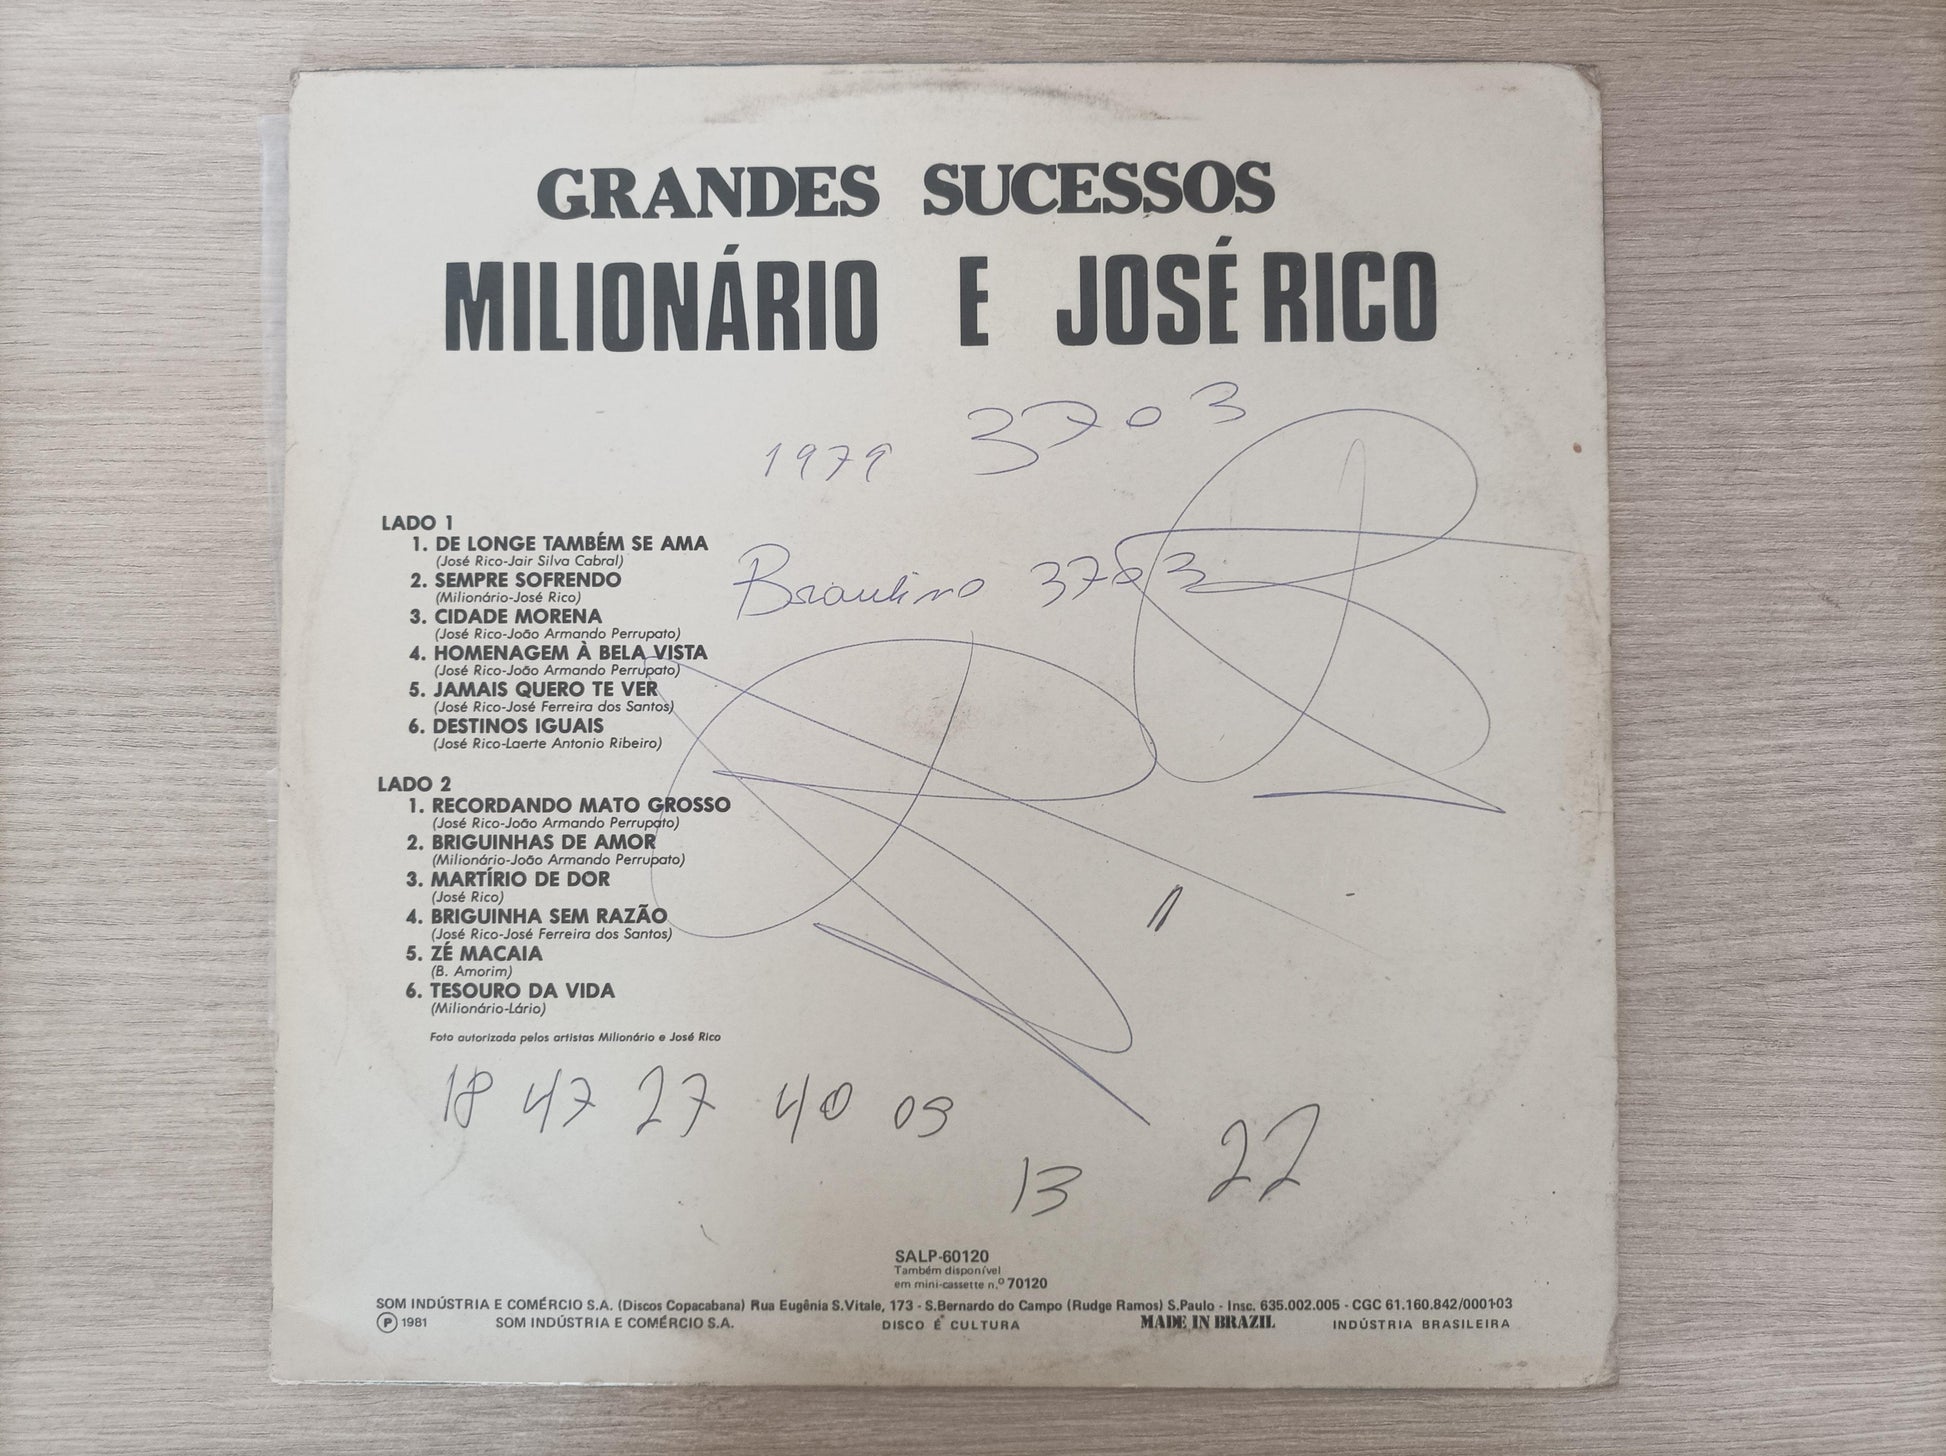 GRANDES SUCESSOS
MILIONÁRIO E JOSÉ RICO
1979 3703
LADO 1
1. DE LONGE TAMBÉM SE AMA
(José Rico-Jair Silva Cabral)
2. SEMPRE SOFRENDO
(Milionário-José Rico)
3. CIDADE MORENA
(José Rico-João Armando Perrupato)
4. HOMENAGEM À BELA VISTA
(José Rico-João Armando Perrupato)
5. JAMAIS QUERO TE VER
(José Rico-José Ferreira dos Santos)
6. DESTINOS IGUAIS
(José Rico-Laerte Antonio Ribeiro)
3703
LADO 2
1. RECORDANDO MATO GROSSO
(José Rico-João Armando Perrupato)
2. BRIGUINHAS DE AMOR
(Milionário-João Armando Perrupato)
3. MARTÍRIO DE DOR
(José Rico)
4. BRIGUINHA SEM RAZÃO
(José Rico-José Ferreira dos Santos)
5. ZÉ MACAIA
(B. Amorim)
6. TESOURO DA VIDA
(Milionário-Lário)
Foto autorizada pelos artistas Milionário e José Rico
18 47 27 40 09
13 22
SALP-60120
Também disponível
em mini-cassette n.º 70120
SOM INDÚSTRIA E COMÉRCIO S.A. (Discos Copacabana) Rua Eugênia S.Vitale, 173 - S.Bernardo do Campo (Rudge Ramos) S.Paulo - Insc. 635.002.005 - CGC 61.160.842/0001-03
℗ 1981 SOM INDÚSTRIA E COMÉRCIO S.A. DISCO É CULTURA MADE IN BRAZIL INDÚSTRIA BRASILEIRA